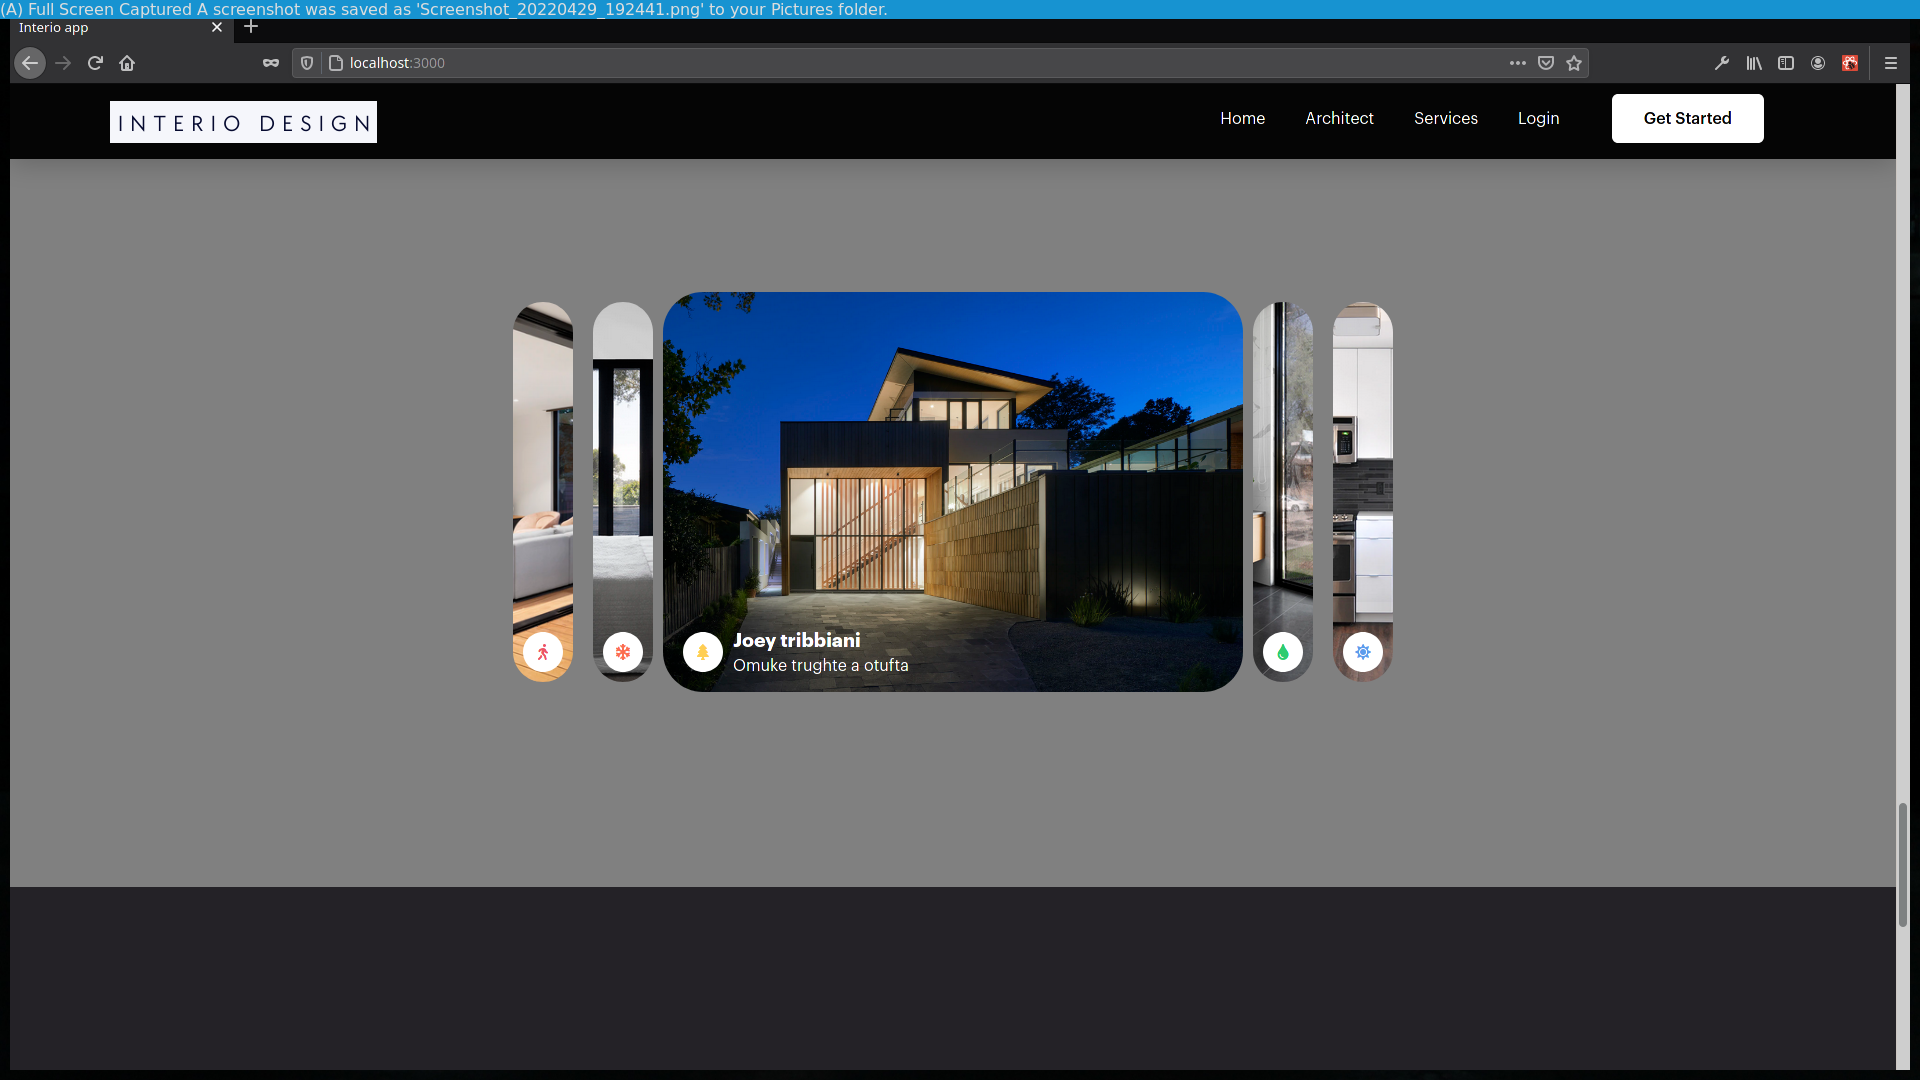 (A) Full Screen Captured A screenshot was saved as 'Screenshot_20220429_192441.png' to your Pictures folder.
Interio app
localhost:3000
INTERIO DESIGN
Home Architect Services Login Get Started
Joey tribbiani
Omuke trughte a otufta